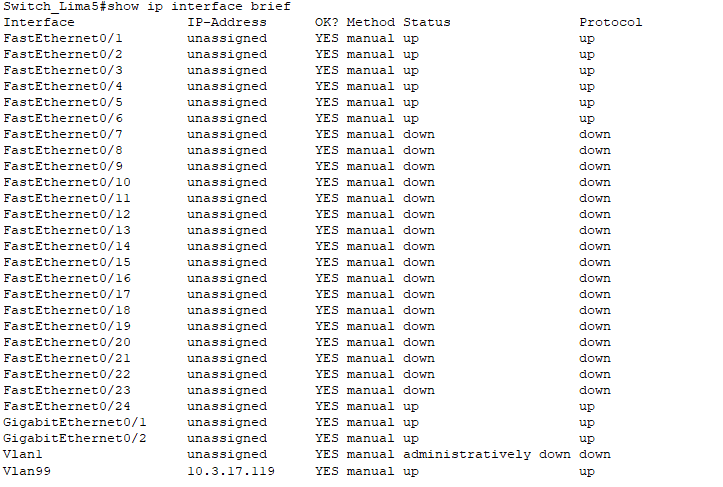 Switch_Lima5#show ip interface brief
Interface              IP-Address      OK? Method Status                Protocol
FastEthernet0/1        unassigned      YES manual up                    up
FastEthernet0/2        unassigned      YES manual up                    up
FastEthernet0/3        unassigned      YES manual up                    up
FastEthernet0/4        unassigned      YES manual up                    up
FastEthernet0/5        unassigned      YES manual up                    up
FastEthernet0/6        unassigned      YES manual up                    up
FastEthernet0/7        unassigned      YES manual down                  down
FastEthernet0/8        unassigned      YES manual down                  down
FastEthernet0/9        unassigned      YES manual down                  down
FastEthernet0/10       unassigned      YES manual down                  down
FastEthernet0/11       unassigned      YES manual down                  down
FastEthernet0/12       unassigned      YES manual down                  down
FastEthernet0/13       unassigned      YES manual down                  down
FastEthernet0/14       unassigned      YES manual down                  down
FastEthernet0/15       unassigned      YES manual down                  down
FastEthernet0/16       unassigned      YES manual down                  down
FastEthernet0/17       unassigned      YES manual down                  down
FastEthernet0/18       unassigned      YES manual down                  down
FastEthernet0/19       unassigned      YES manual down                  down
FastEthernet0/20       unassigned      YES manual down                  down
FastEthernet0/21       unassigned      YES manual down                  down
FastEthernet0/22       unassigned      YES manual down                  down
FastEthernet0/23       unassigned      YES manual down                  down
FastEthernet0/24       unassigned      YES manual up                    up
GigabitEthernet0/1     unassigned      YES manual up                    up
GigabitEthernet0/2     unassigned      YES manual up                    up
Vlan1                  unassigned      YES manual administratively down down
Vlan99                 10.3.17.119     YES manual up                    up